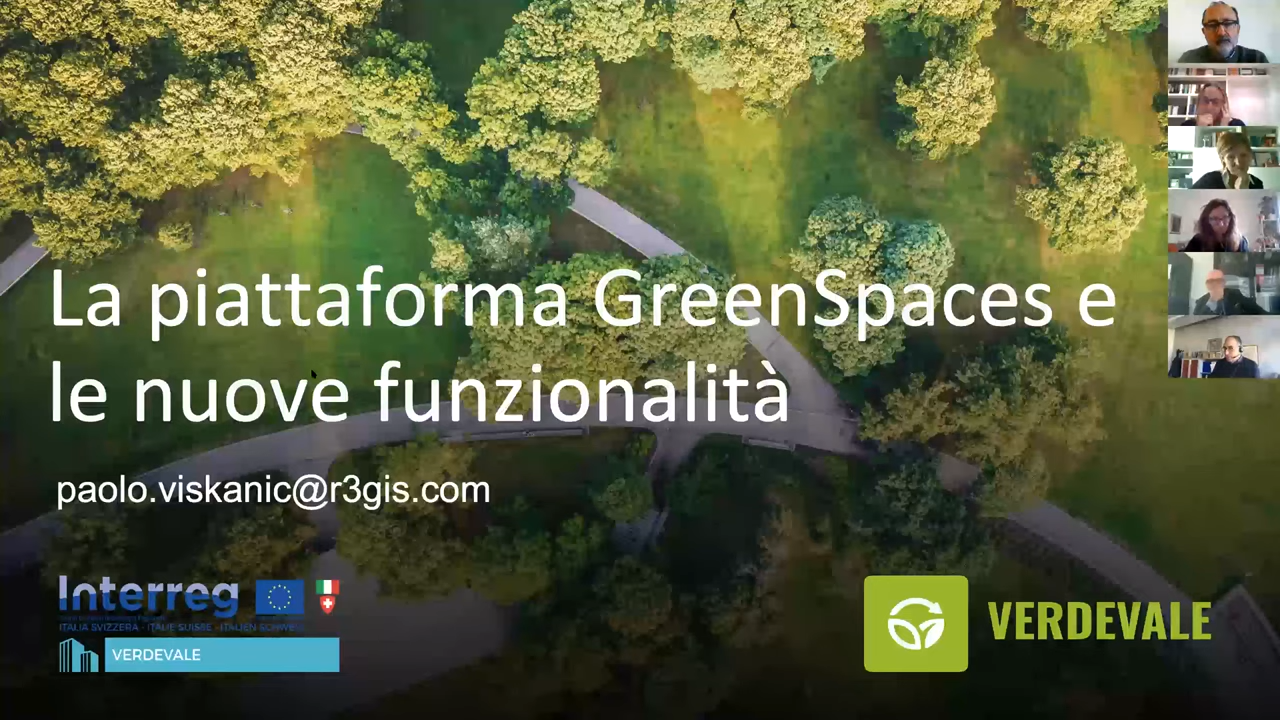 La piattaforma GreenSpaces e
le nuove funzionalità
paolo.viskanic@r3gis.com
Interreg
ITALIA SVIZZERA - ITALIE SUISSE - ITALIEN SCHWEIZ
VERDEVALE
VERDEVALE